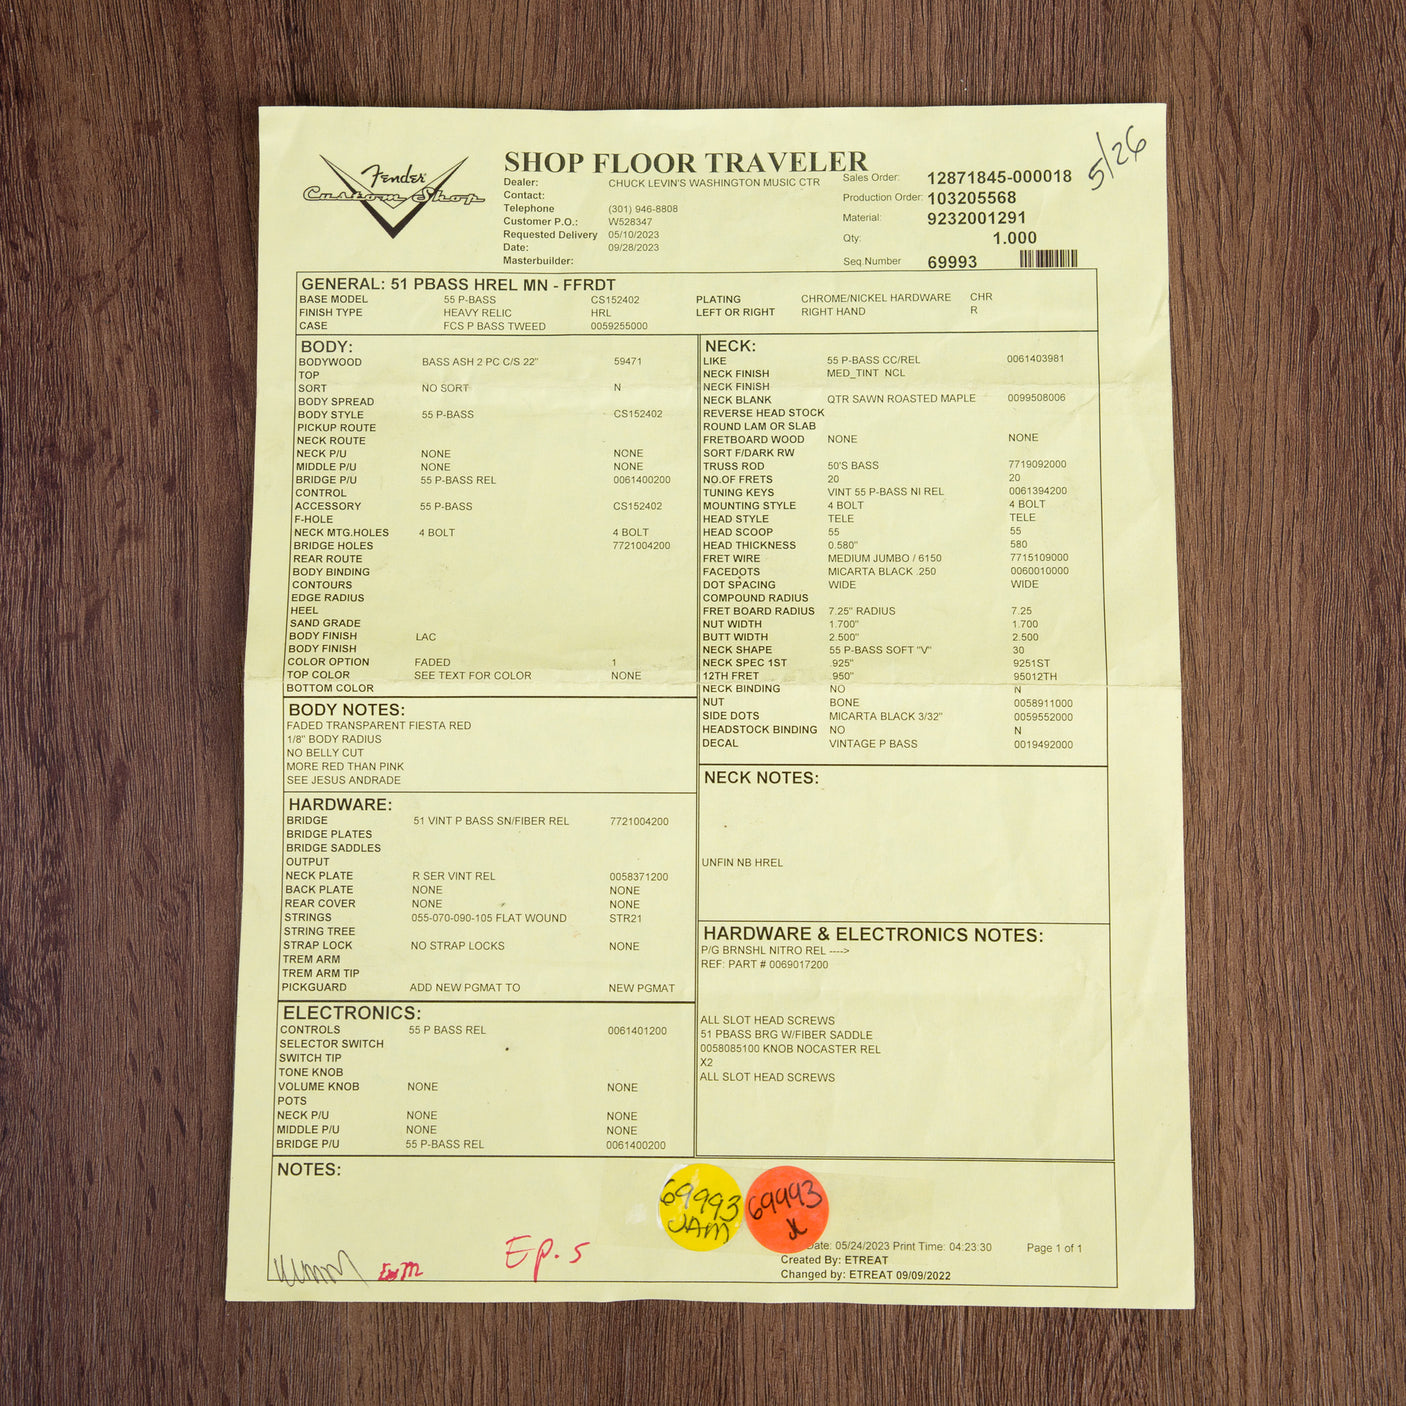 Fender
Custom Shop
SHOP FLOOR TRAVELER
5/26
Dealer: CHUCK LEVIN'S WASHINGTON MUSIC CTR
Contact:
Telephone (301) 946-8808
Customer P.O.: W528347
Requested Delivery 05/10/2023
Date: 09/28/2023
Masterbuilder:
Sales Order: 12871845-000018
Production Order: 103205568
Material: 9232001291
Qty: 1.000
Seq.Number 69993
GENERAL: 51 PBASS HREL MN - FFRDT
BASE MODEL 55 P-BASS CS152402 PLATING CHROME/NICKEL HARDWARE CHR
FINISH TYPE HEAVY RELIC HRL LEFT OR RIGHT RIGHT HAND R
CASE FCS P BASS TWEED 0059255000
BODY:
BODYWOOD BASS ASH 2 PC C/S 22" 59471
TOP
SORT NO SORT N
BODY SPREAD
BODY STYLE 55 P-BASS CS152402
PICKUP ROUTE
NECK ROUTE
NECK P/U NONE NONE
MIDDLE P/U NONE NONE
BRIDGE P/U 55 P-BASS REL 0061400200
CONTROL
ACCESSORY 55 P-BASS CS152402
F-HOLE
NECK MTG.HOLES 4 BOLT 4 BOLT
BRIDGE HOLES 7721004200
REAR ROUTE
BODY BINDING
CONTOURS
EDGE RADIUS
HEEL
SAND GRADE
BODY FINISH LAC
BODY FINISH
COLOR OPTION FADED 1
TOP COLOR SEE TEXT FOR COLOR NONE
BOTTOM COLOR
BODY NOTES:
FADED TRANSPARENT FIESTA RED
1/8" BODY RADIUS
NO BELLY CUT
MORE RED THAN PINK
SEE JESUS ANDRADE
HARDWARE:
BRIDGE 51 VINT P BASS SN/FIBER REL 7721004200
BRIDGE PLATES
BRIDGE SADDLES
OUTPUT
NECK PLATE R SER VINT REL 0058371200
BACK PLATE NONE NONE
REAR COVER NONE NONE
STRINGS 055-070-090-105 FLAT WOUND STR21
STRING TREE
STRAP LOCK NO STRAP LOCKS NONE
TREM ARM
TREM ARM TIP
PICKGUARD ADD NEW PGMAT TO NEW PGMAT
ELECTRONICS:
CONTROLS 55 P BASS REL 0061401200
SELECTOR SWITCH
SWITCH TIP
TONE KNOB
VOLUME KNOB NONE NONE
POTS
NECK P/U NONE NONE
MIDDLE P/U NONE NONE
BRIDGE P/U 55 P-BASS REL 0061400200
NECK:
LIKE 55 P-BASS CC/REL 0061403981
NECK FINISH MED_TINT NCL
NECK FINISH
NECK BLANK QTR SAWN ROASTED MAPLE 0099508006
REVERSE HEAD STOCK
ROUND LAM OR SLAB
FRETBOARD WOOD NONE NONE
SORT F/DARK RW
TRUSS ROD 50'S BASS 7719092000
NO.OF FRETS 20 20
TUNING KEYS VINT 55 P-BASS NI REL 0061394200
MOUNTING STYLE 4 BOLT 4 BOLT
HEAD STYLE TELE TELE
HEAD SCOOP 55 55
HEAD THICKNESS 0.580" 580
FRET WIRE MEDIUM JUMBO / 6150 7715109000
FACEDOTS MICARTA BLACK .250 0060010000
DOT SPACING WIDE WIDE
COMPOUND RADIUS
FRET BOARD RADIUS 7.25" RADIUS 7.25
NUT WIDTH 1.700" 1.700
BUTT WIDTH 2.500" 2.500
NECK SHAPE 55 P-BASS SOFT "V" 30
NECK SPEC 1ST .925" 9251ST
12TH FRET .950" 95012TH
NECK BINDING NO N
NUT BONE 0058911000
SIDE DOTS MICARTA BLACK 3/32" 0059552000
HEADSTOCK BINDING NO N
DECAL VINTAGE P BASS 0019492000
NECK NOTES:
UNFIN NB HREL
HARDWARE & ELECTRONICS NOTES:
P/G BRNSHL NITRO REL ---->
REF: PART # 0069017200
ALL SLOT HEAD SCREWS
51 PBASS BRG W/FIBER SADDLE
0058085100 KNOB NOCASTER REL
X2
ALL SLOT HEAD SCREWS
NOTES:
69993
JAM
69993
Ep. 5
Date: 05/24/2023 Print Time: 04:23:30 Page 1 of 1
Created By: ETREAT
Changed by: ETREAT 09/09/2022